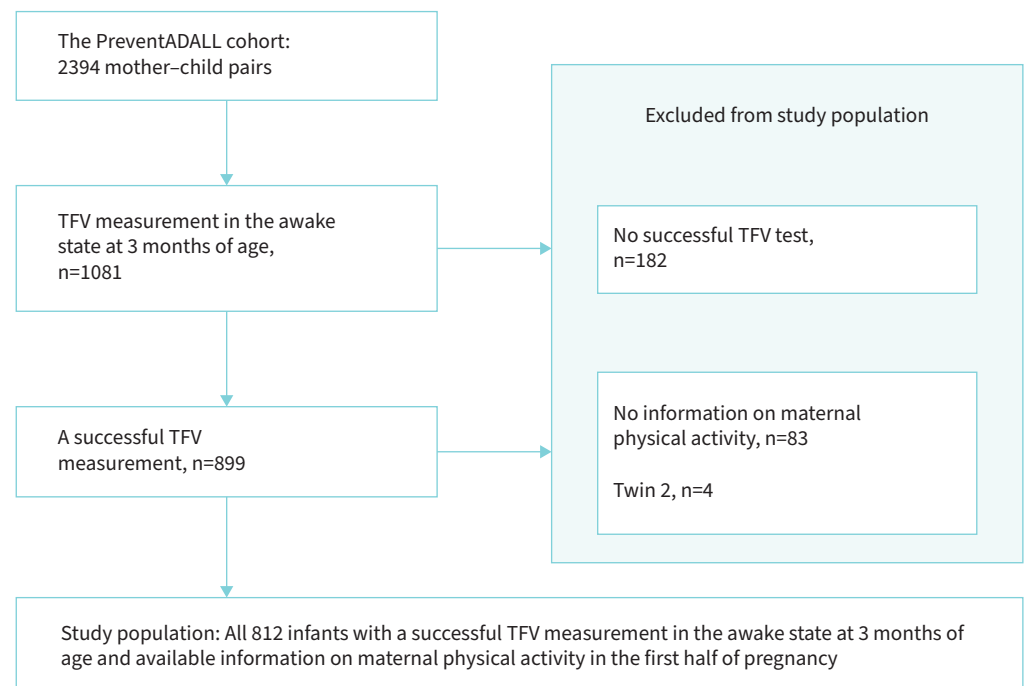 The PreventADALL cohort:
2394 mother–child pairs
Excluded from study population
TFV measurement in the awake
state at 3 months of age,
n=1081
No successful TFV test,
n=182
A successful TFV
measurement, n=899
No information on maternal
physical activity, n=83
Twin 2, n=4
Study population: All 812 infants with a successful TFV measurement in the awake state at 3 months of
age and available information on maternal physical activity in the first half of pregnancy